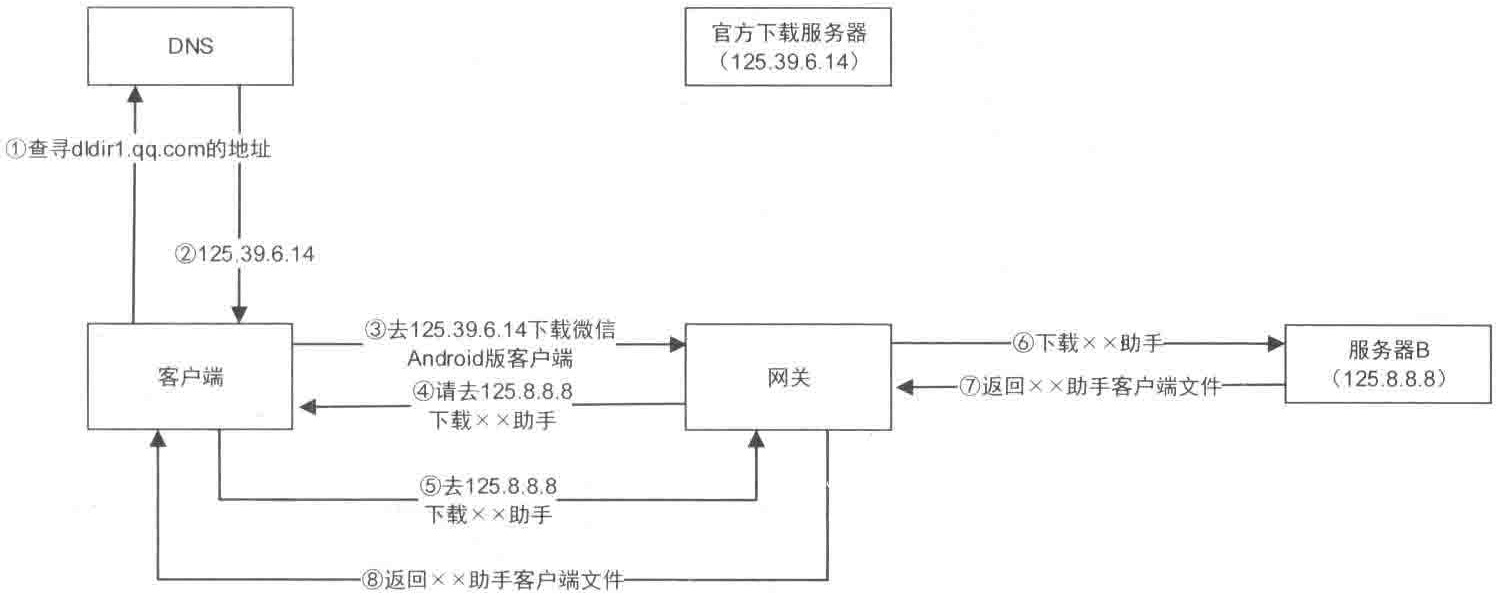 DNS
官方下载服务器
（125.39.6.14）
①查寻dldir1.qq.com的地址
②125.39.6.14
③去125.39.6.14下载微信
Android版客户端
客户端
④请去125.8.8.8
下载××助手
网关
⑥下载××助手
⑦返回××助手客户端文件
服务器B
（125.8.8.8）
⑤去125.8.8.8
下载××助手
⑧返回××助手客户端文件